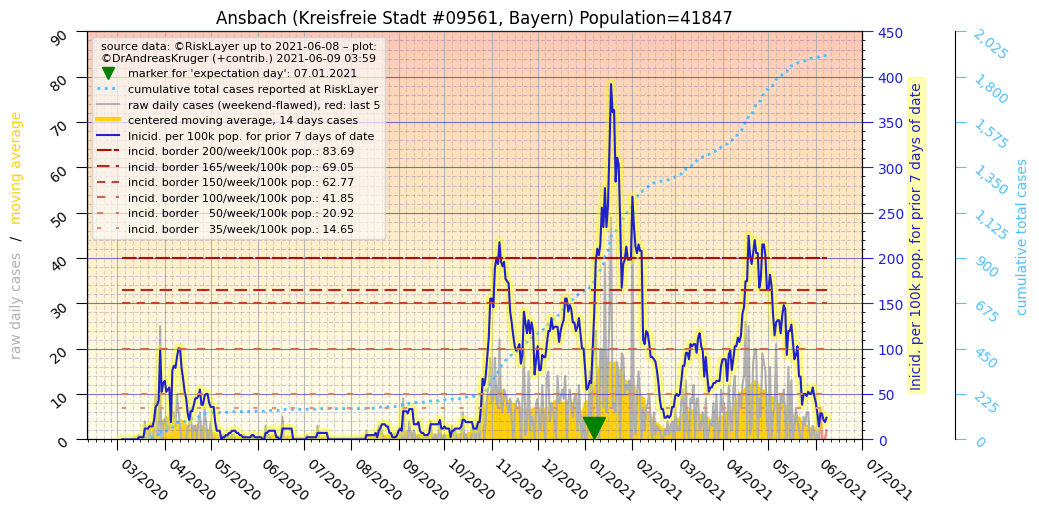 Ansbach (Kreisfreie Stadt #09561, Bayern) Population=41847
source data: ©RiskLayer up to 2021-06-08 – plot:
©DrAndreasKruger (+contrib.) 2021-06-09 03:59
marker for 'expectation day': 07.01.2021
cumulative total cases reported at RiskLayer
raw daily cases (weekend-flawed), red: last 5
centered moving average, 14 days cases
Inicid. per 100k pop. for prior 7 days of date
incid. border 200/week/100k pop.: 83.69
incid. border 165/week/100k pop.: 69.05
incid. border 150/week/100k pop.: 62.77
incid. border 100/week/100k pop.: 41.85
incid. border 50/week/100k pop.: 20.92
incid. border 35/week/100k pop.: 14.65
raw daily cases / moving average
90
80
70
60
50
40
30
20
10
0
03/2020
04/2020
05/2020
06/2020
07/2020
08/2020
09/2020
10/2020
11/2020
12/2020
01/2021
02/2021
03/2021
04/2021
05/2021
06/2021
07/2021
450
400
350
300
250
200
150
100
50
0
Inicid. per 100k pop. for prior 7 days of date
2,025
1,800
1,575
1,350
1,125
900
675
450
225
0
cumulative total cases